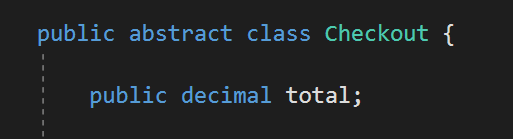 public abstract class Checkout {
public decimal total;